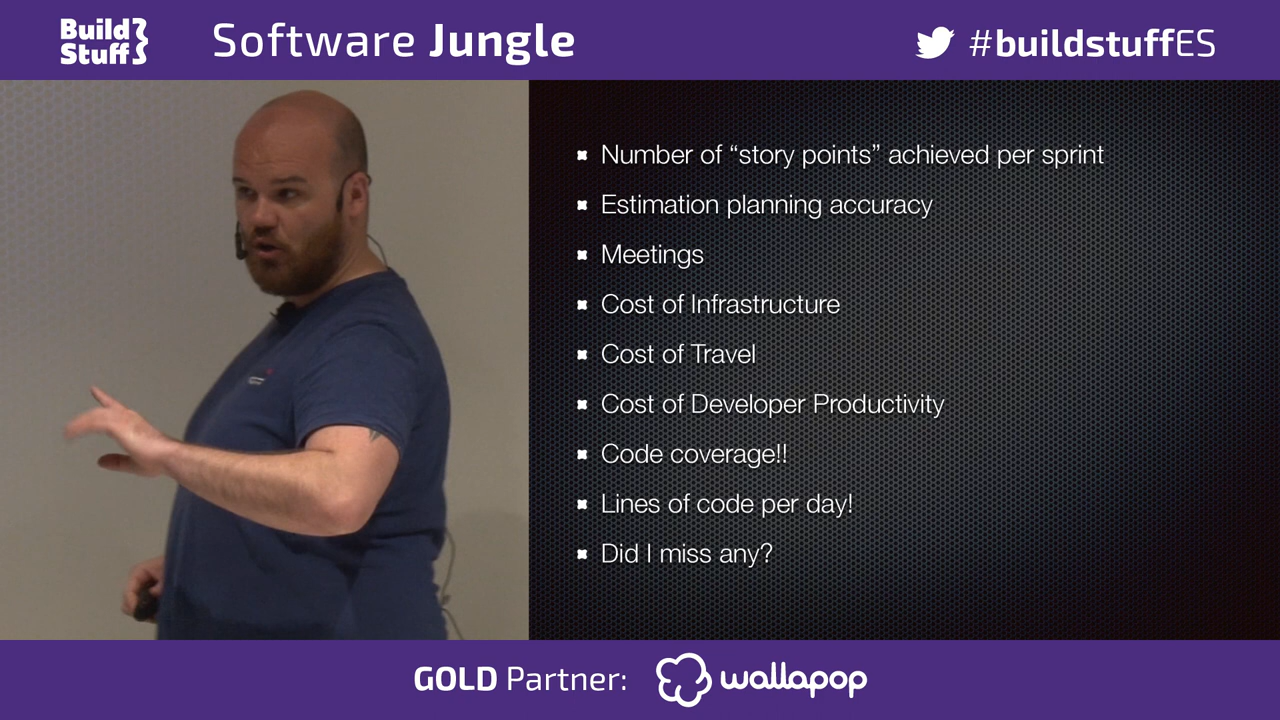 Build
Stuff
Software Jungle
#buildstuffES
Number of “story points” achieved per sprint
Estimation planning accuracy
Meetings
Cost of Infrastructure
Cost of Travel
Cost of Developer Productivity
Code coverage!!
Lines of code per day!
Did I miss any?
GOLD Partner:
wallapop